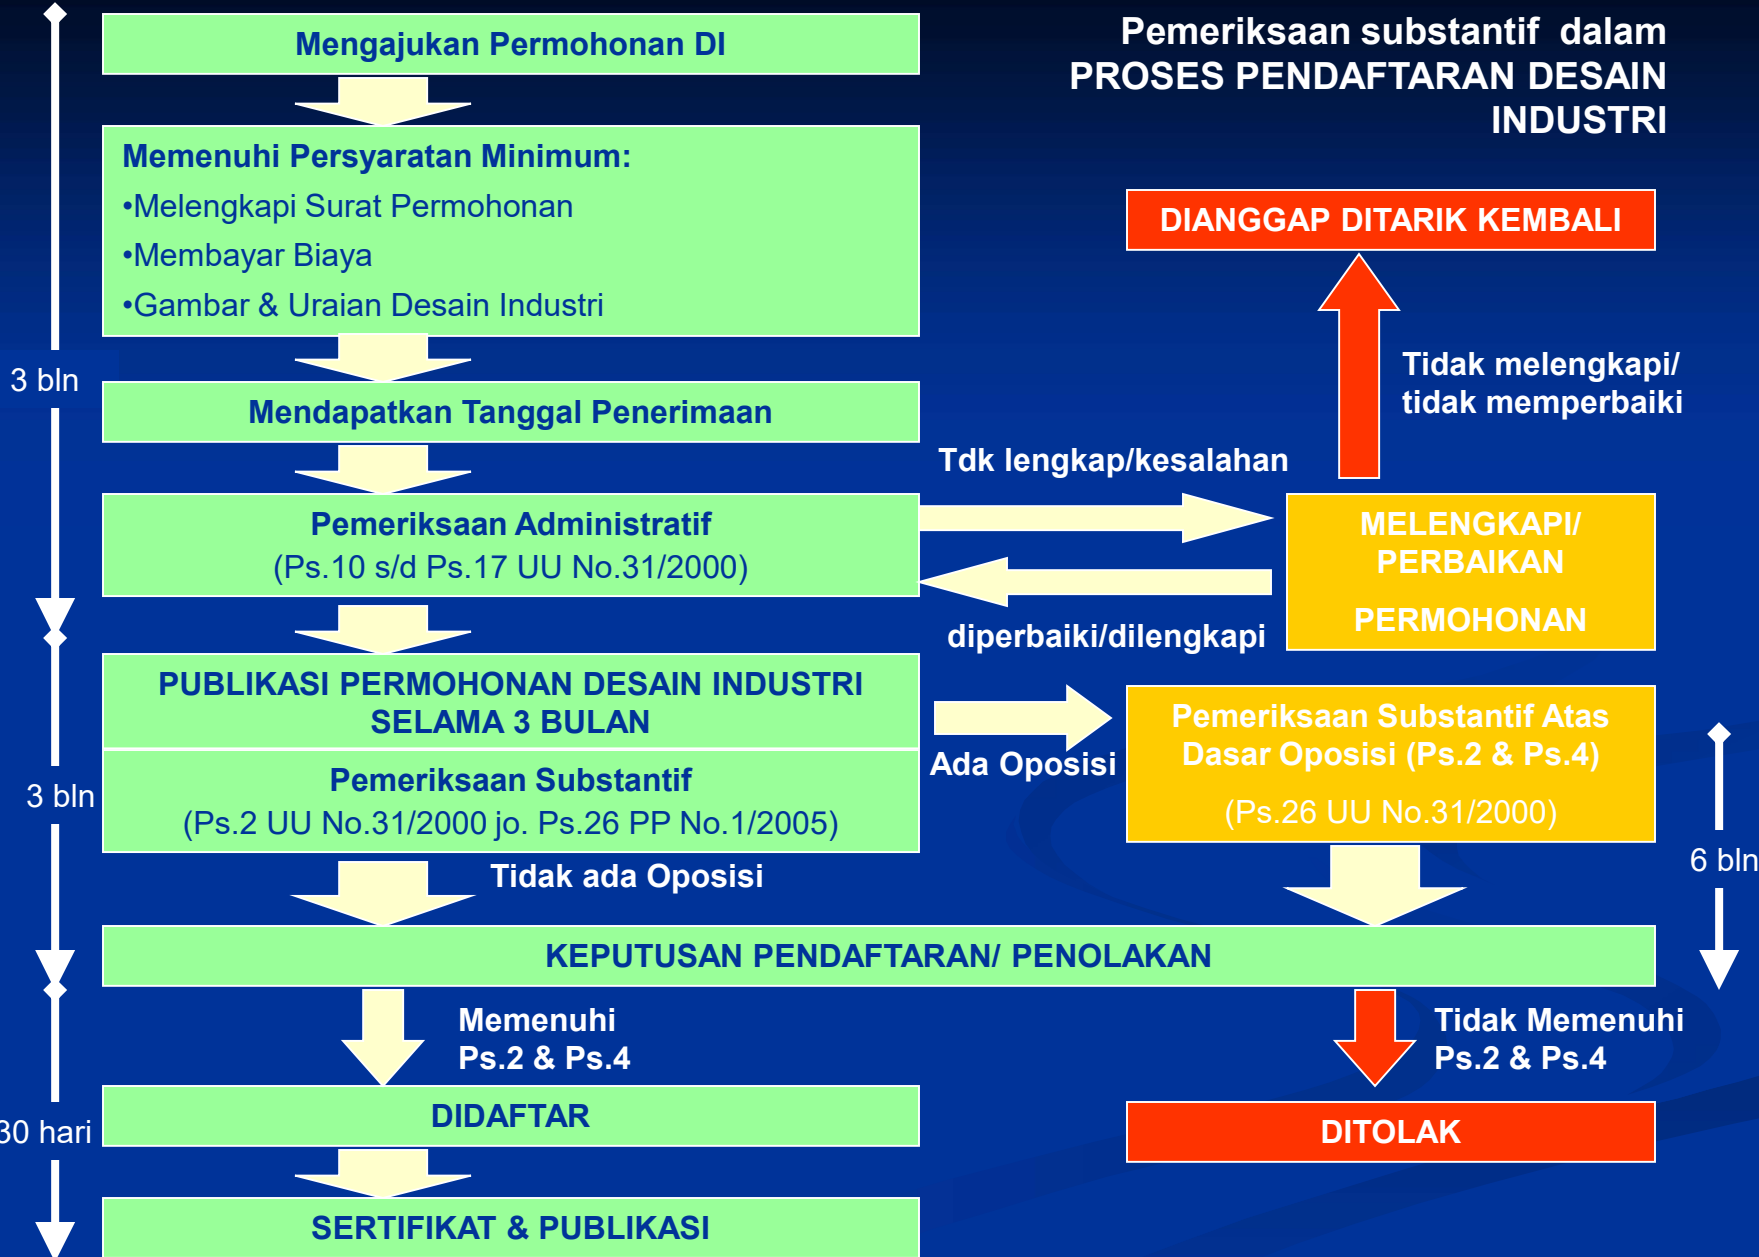 Pemeriksaan substantif dalam
PROSES PENDAFTARAN DESAIN
INDUSTRI
Mengajukan Permohonan DI
Memenuhi Persyaratan Minimum:
•Melengkapi Surat Permohonan
•Membayar Biaya
•Gambar & Uraian Desain Industri
DIANGGAP DITARIK KEMBALI
3 bln
Tidak melengkapi/
tidak memperbaiki
Mendapatkan Tanggal Penerimaan
Tdk lengkap/kesalahan
Pemeriksaan Administratif
(Ps.10 s/d Ps.17 UU No.31/2000)
MELENGKAPI/
PERBAIKAN
PERMOHONAN
diperbaiki/dilengkapi
PUBLIKASI PERMOHONAN DESAIN INDUSTRI
SELAMA 3 BULAN
Ada Oposisi
Pemeriksaan Substantif Atas
Dasar Oposisi (Ps.2 & Ps.4)
(Ps.26 UU No.31/2000)
3 bln
Pemeriksaan Substantif
(Ps.2 UU No.31/2000 jo. Ps.26 PP No.1/2005)
6 bln
Tidak ada Oposisi
KEPUTUSAN PENDAFTARAN/ PENOLAKAN
Memenuhi
Ps.2 & Ps.4
Tidak Memenuhi
Ps.2 & Ps.4
30 hari
DIDAFTAR
DITOLAK
SERTIFIKAT & PUBLIKASI